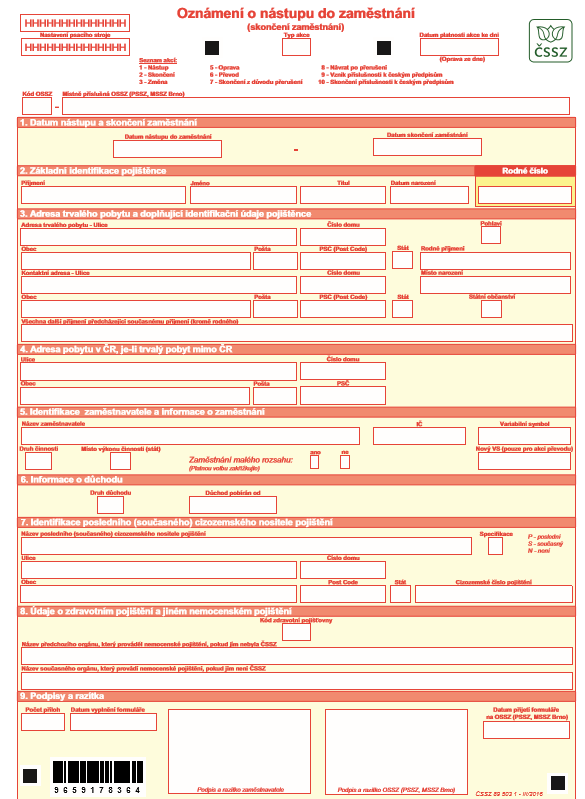 Oznámení o nástupu do zaměstnání
(skončení zaměstnání)
HHHHHHHHHHHH
Nastavení psacího stroje
HHHHHHHHHHHH
Typ akce
Datum platnosti akce ke dni
(Oprava ze dne)
ČSSZ
Seznam akcí:
1 - Nástup 5 - Oprava 8 - Návrat po přerušení
2 - Skončení 6 - Převod 9 - Vznik příslušnosti k českým předpisům
3 - Změna 7 - Skončení z důvodu přerušení 10 - Skončení příslušnosti k českým předpisům
Kód OSSZ Místně příslušná OSSZ (PSSZ, MSSZ Brno)
–
1. Datum nástupu a skončení zaměstnání
Datum nástupu do zaměstnání Datum skončení zaměstnání
-
2. Základní identifikace pojištěnce Rodné číslo
Příjmení Jméno Titul Datum narození
3. Adresa trvalého pobytu a doplňující identifikační údaje pojištěnce
Adresa trvalého pobytu - Ulice Číslo domu Pohlaví
Obec Pošta PSČ (Post Code) Stát Rodné příjmení
Kontaktní adresa - Ulice Číslo domu Místo narození
Obec Pošta PSČ (Post Code) Stát Státní občanství
Všechna další příjmení předcházející současnému příjmení (kromě rodného)
4. Adresa pobytu v ČR, je-li trvalý pobyt mimo ČR
Ulice Číslo domu
Obec Pošta PSČ
5. Identifikace zaměstnavatele a informace o zaměstnání
Název zaměstnavatele IČ Variabilní symbol
Druh činnosti Místo výkonu činnosti (stát) Zaměstnání malého rozsahu: ano ne Nový VS (pouze pro akci převodu)
(Platnou volbu zakřížkujte)
6. Informace o důchodu
Druh důchodu Důchod pobírán od
7. Identifikace posledního (současného) cizozemského nositele pojištění
Název posledního (současného) cizozemského nositele pojištění Specifikace P - poslední
S - současný
N - není
Ulice Číslo domu
Obec Post Code Stát Cizozemské číslo pojištění
8. Údaje o zdravotním pojištění a jiném nemocenském pojištění
Kód zdravotní pojišťovny
Název předchozího orgánu, který prováděl nemocenské pojištění, pokud jím nebyla ČSSZ
Název současného orgánu, který provádí nemocenské pojištění, pokud jím není ČSSZ
9. Podpisy a razítka
Počet příloh Datum vyplnění formuláře Datum přijetí formuláře
na OSSZ (PSSZ, MSSZ Brno)
Podpis a razítko zaměstnavatele Podpis a razítko OSSZ (PSSZ, MSSZ Brno)
9 6 5 9 1 7 8 3 6 4
ČSSZ 89 503 1 - III/2016